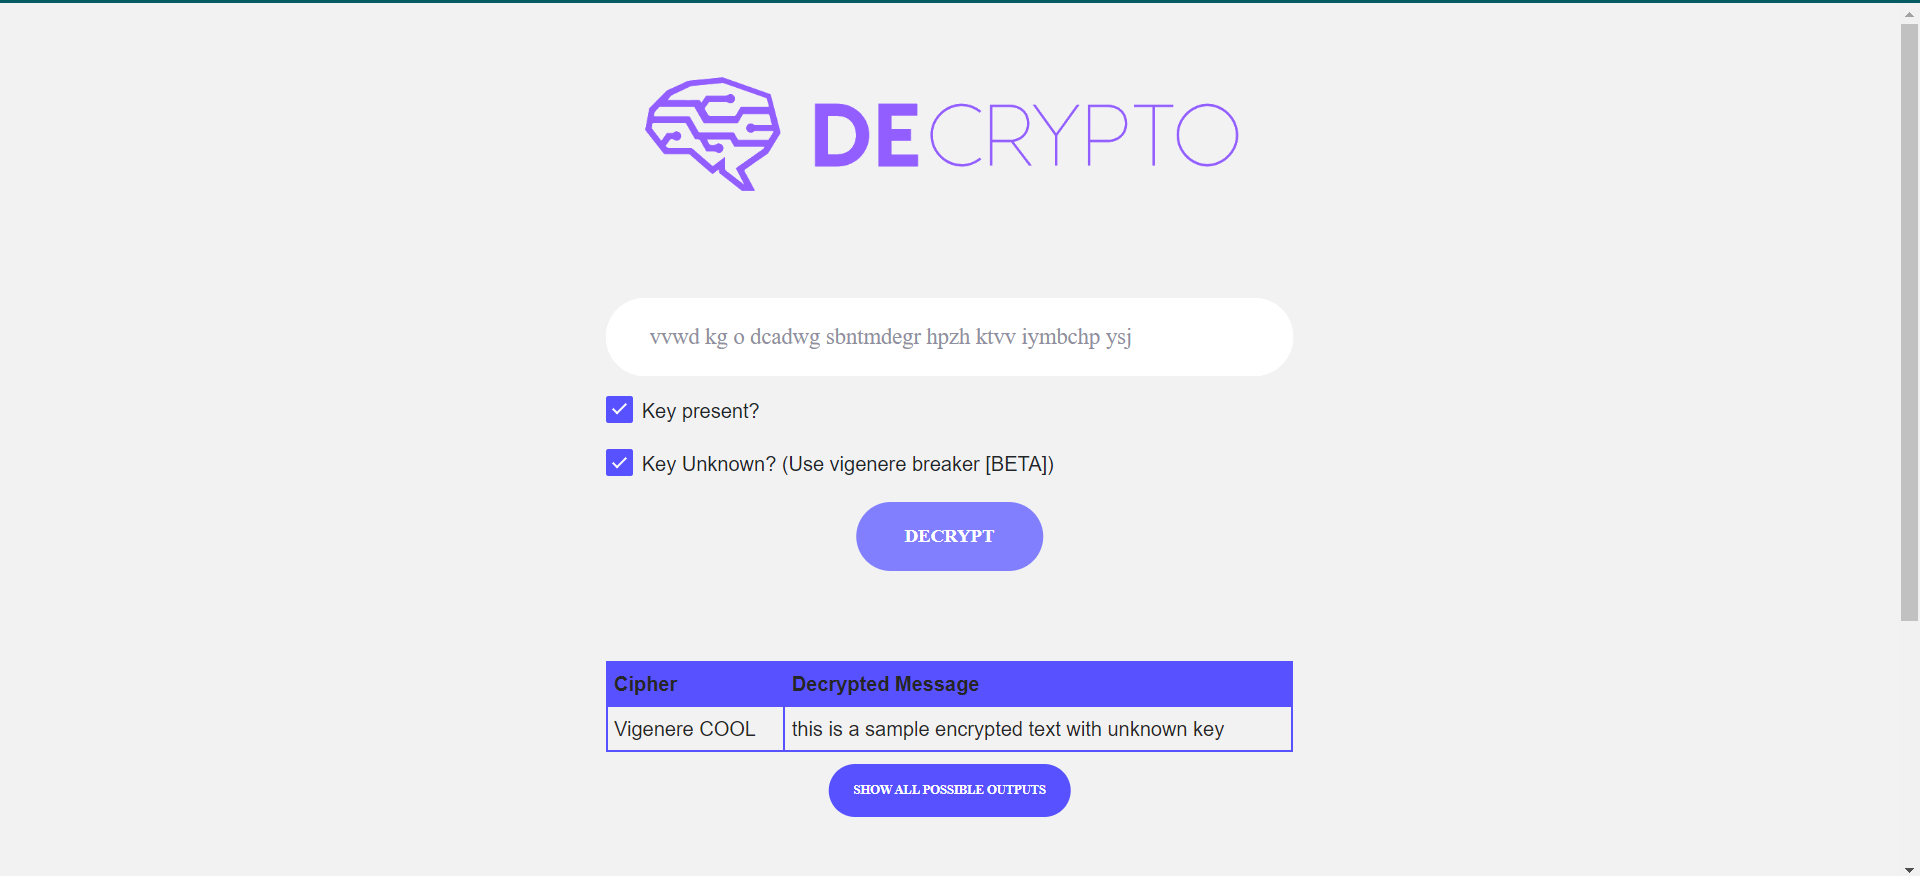 DECRYPTO
vvwd kg o dcadwg sbntmdegr hpzh ktvv iymbchp ysj
Key present?
Key Unknown? (Use vigenere breaker [BETA])
DECRYPT
Cipher Decrypted Message
Vigenere COOL this is a sample encrypted text with unknown key
SHOW ALL POSSIBLE OUTPUTS